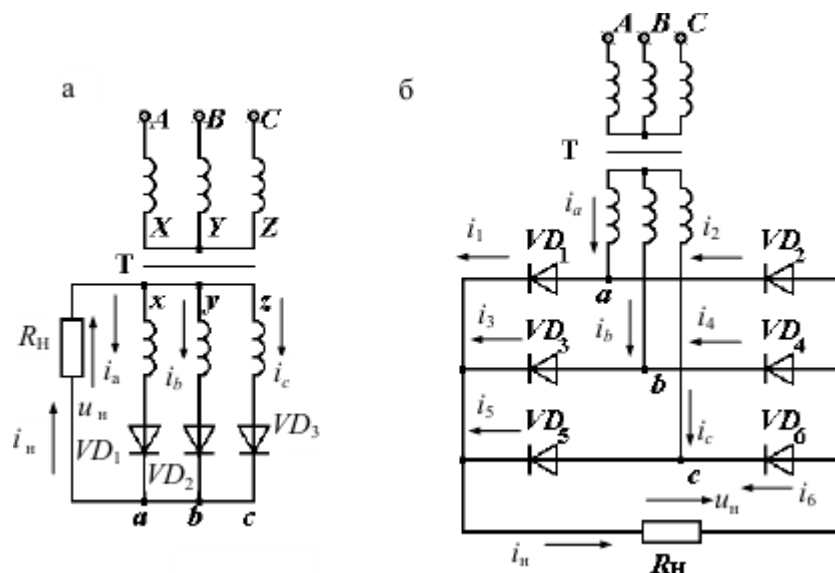 а
A B C
X Y Z
T
x y z
Rн
iа ib ic
uн
iн
VD1
VD2
VD3
a b c
б
A B C
T
ia
i1 VD1 i2 VD2
a
i3 VD3 ib i4 VD4
b
i5 VD5 ic VD6
c
uн i6
iн
Rн